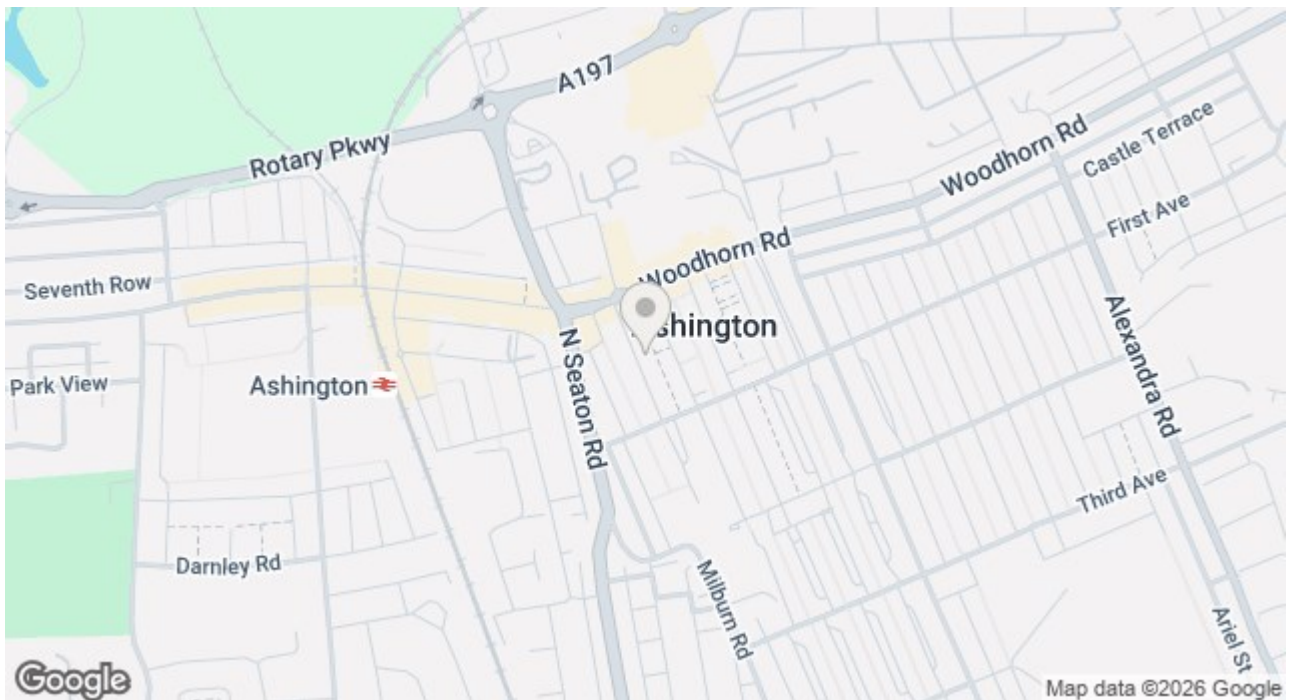 A197
Rotary Pkwy
Woodhorn Rd
Castle Terrace
First Ave
Seventh Row
Woodhorn Rd
shington
N Seaton Rd
Alexandra Rd
Park View
Ashington
Third Ave
Darnley Rd
Milburn Rd
Ariel St
Google
Map data ©2026 Google